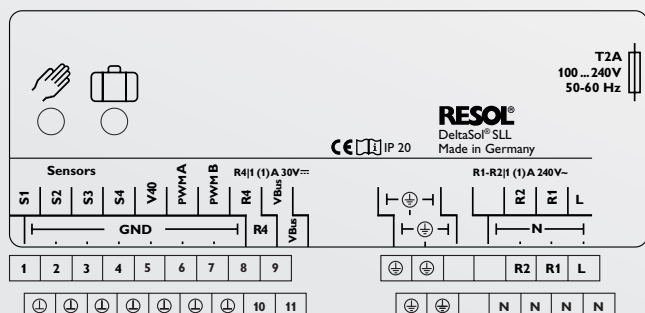 T2A
100 ... 240V
50-60 Hz
RESOL®
DeltaSol® SLL
Made in Germany
CE i IP 20
Sensors R4|1 (1) A 30V⎓ R1-R2|1 (1) A 240V~
S1 S2 S3 S4 V40 PWM A PWM B R4 VBus R2 R1 L
GND R4 VBus N
1 2 3 4 5 6 7 8 9 R2 R1 L
10 11 N N N N